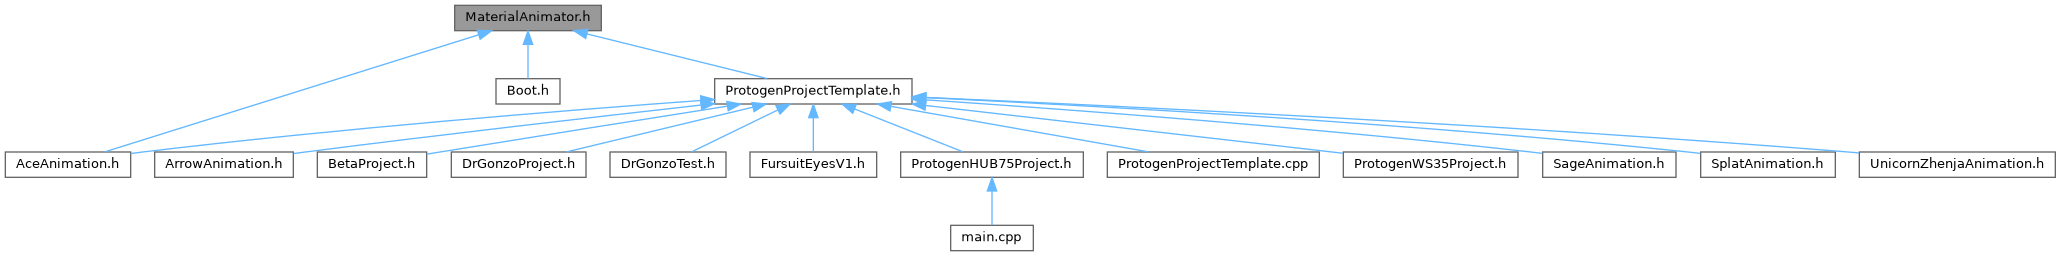 MaterialAnimator.h
Boot.h
ProtogenProjectTemplate.h
AceAnimation.h
ArrowAnimation.h
BetaProject.h
DrGonzoProject.h
DrGonzoTest.h
FursuitEyesV1.h
ProtogenHUB75Project.h
ProtogenProjectTemplate.cpp
ProtogenWS35Project.h
SageAnimation.h
SplatAnimation.h
UnicornZhenjaAnimation.h
main.cpp